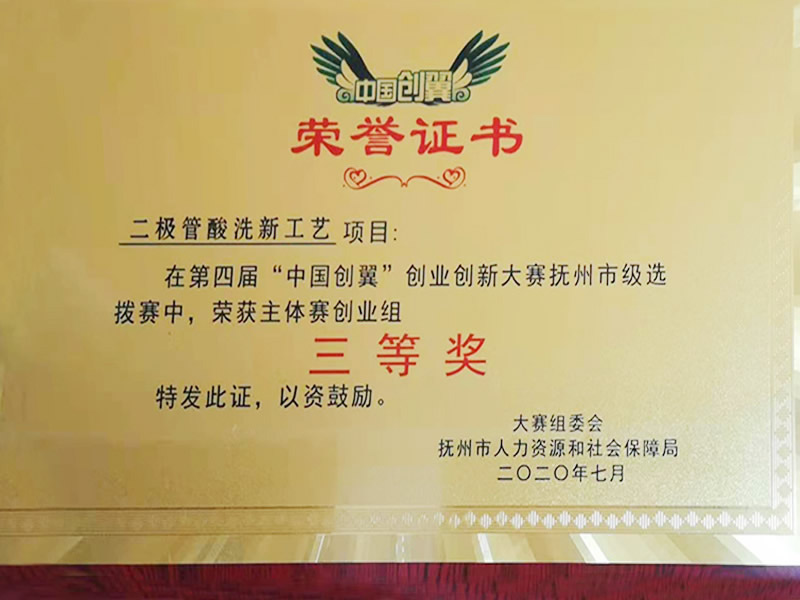 中国创翼
荣誉证书
二极管酸洗新工艺 项目:
在第四届“中国创翼”创业创新大赛抚州市级选
拨赛中，荣获主体赛创业组
三等奖
特发此证，以资鼓励。
大赛组委会
抚州市人力资源和社会保障局
二〇二〇年七月